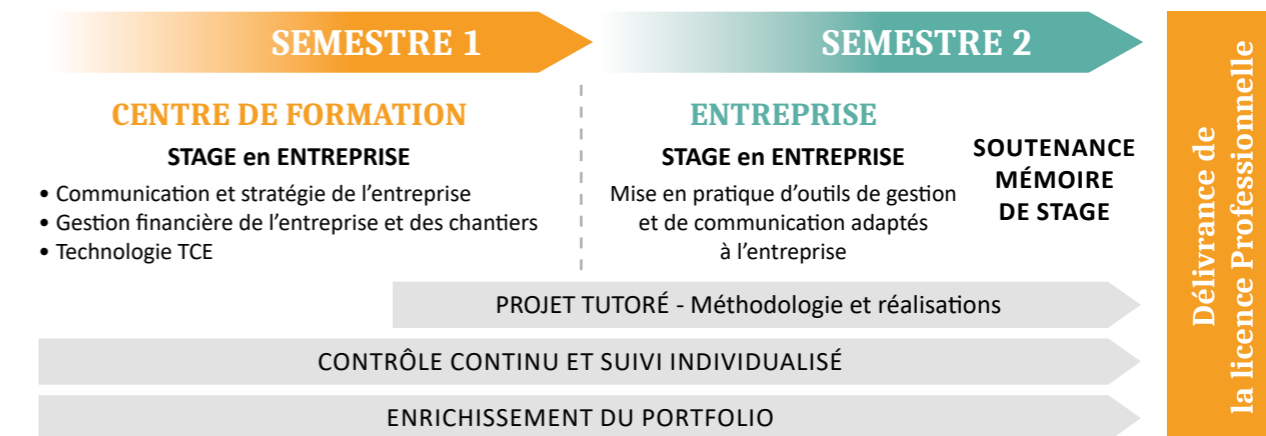 SEMESTRE 1
SEMESTRE 2
CENTRE DE FORMATION
STAGE en ENTREPRISE
• Communication et stratégie de l’entreprise
• Gestion financière de l’entreprise et des chantiers
• Technologie TCE
ENTREPRISE
STAGE en ENTREPRISE
Mise en pratique d’outils de gestion
et de communication adaptés
à l’entreprise
SOUTENANCE
MÉMOIRE
DE STAGE
PROJET TUTORÉ - Méthodologie et réalisations
CONTRÔLE CONTINU ET SUIVI INDIVIDUALISÉ
ENRICHISSEMENT DU PORTFOLIO
Délivrance de
la licence Professionnelle